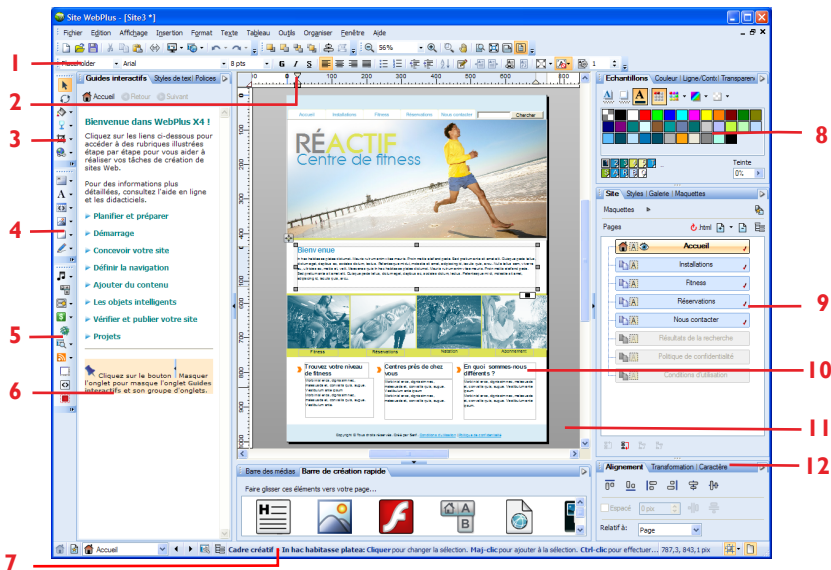 Site WebPlus - [Site3 *]
Fichier Edition Affichage Insertion Format Texte Tableau Outils Organiser Fenêtre Aide
56%
Arial 8 pts G I S 1
Guides interactifs Styles de text Polices
Accueil Retour Suivant
Bienvenue dans WebPlus X4 !
Cliquez sur les liens ci-dessous pour
accéder à des rubriques illustrées
étape par étape pour vous aider à
réaliser vos tâches de création de
sites Web.
Pour des informations plus
détaillées, consultez l'aide en ligne
et les didacticiels.
Planifier et préparer
Démarrage
Concevoir votre site
Définir la navigation
Ajouter du contenu
Les objets intelligents
Vérifier et publier votre site
Projets
Cliquez sur le bouton Masquer
l'onglet pour masque l'onglet Guides
interactifs et son groupe d'onglets.
Accueil Installations Fitness Réservations Nous contacter Chercher
RÉACTIF
Centre de fitness
Bienvenue
Fitness Réservations Natation Abonnement
Trouvez votre niveau
de fitness
Centres près de chez
vous
En quoi sommes-nous
différents ?
Barre des médias Barre de création rapide
Faire glisser ces éléments vers votre page...
H
A
B
Echantillons Couleur Ligne/Conto Transparen
Teinte
0%
Site Styles Galerie Maquettes
Maquettes
Pages html
Accueil
Installations
Fitness
Réservations
Nous contacter
Résultats de la recherche
Politique de confidentialité
Conditions d'utilisation
Alignement Transformation Caractère
Espacé 0 pix
Relatif à: Page
Accueil Cadre créatif - In hac habitasse platea: Cliquer pour changer la sélection. Maj-clic pour ajouter à la sélection. Ctrl-clic pour effectuer... 787,3, 843,1 pix
1
2
3
4
5
6
7
8
9
10
11
12